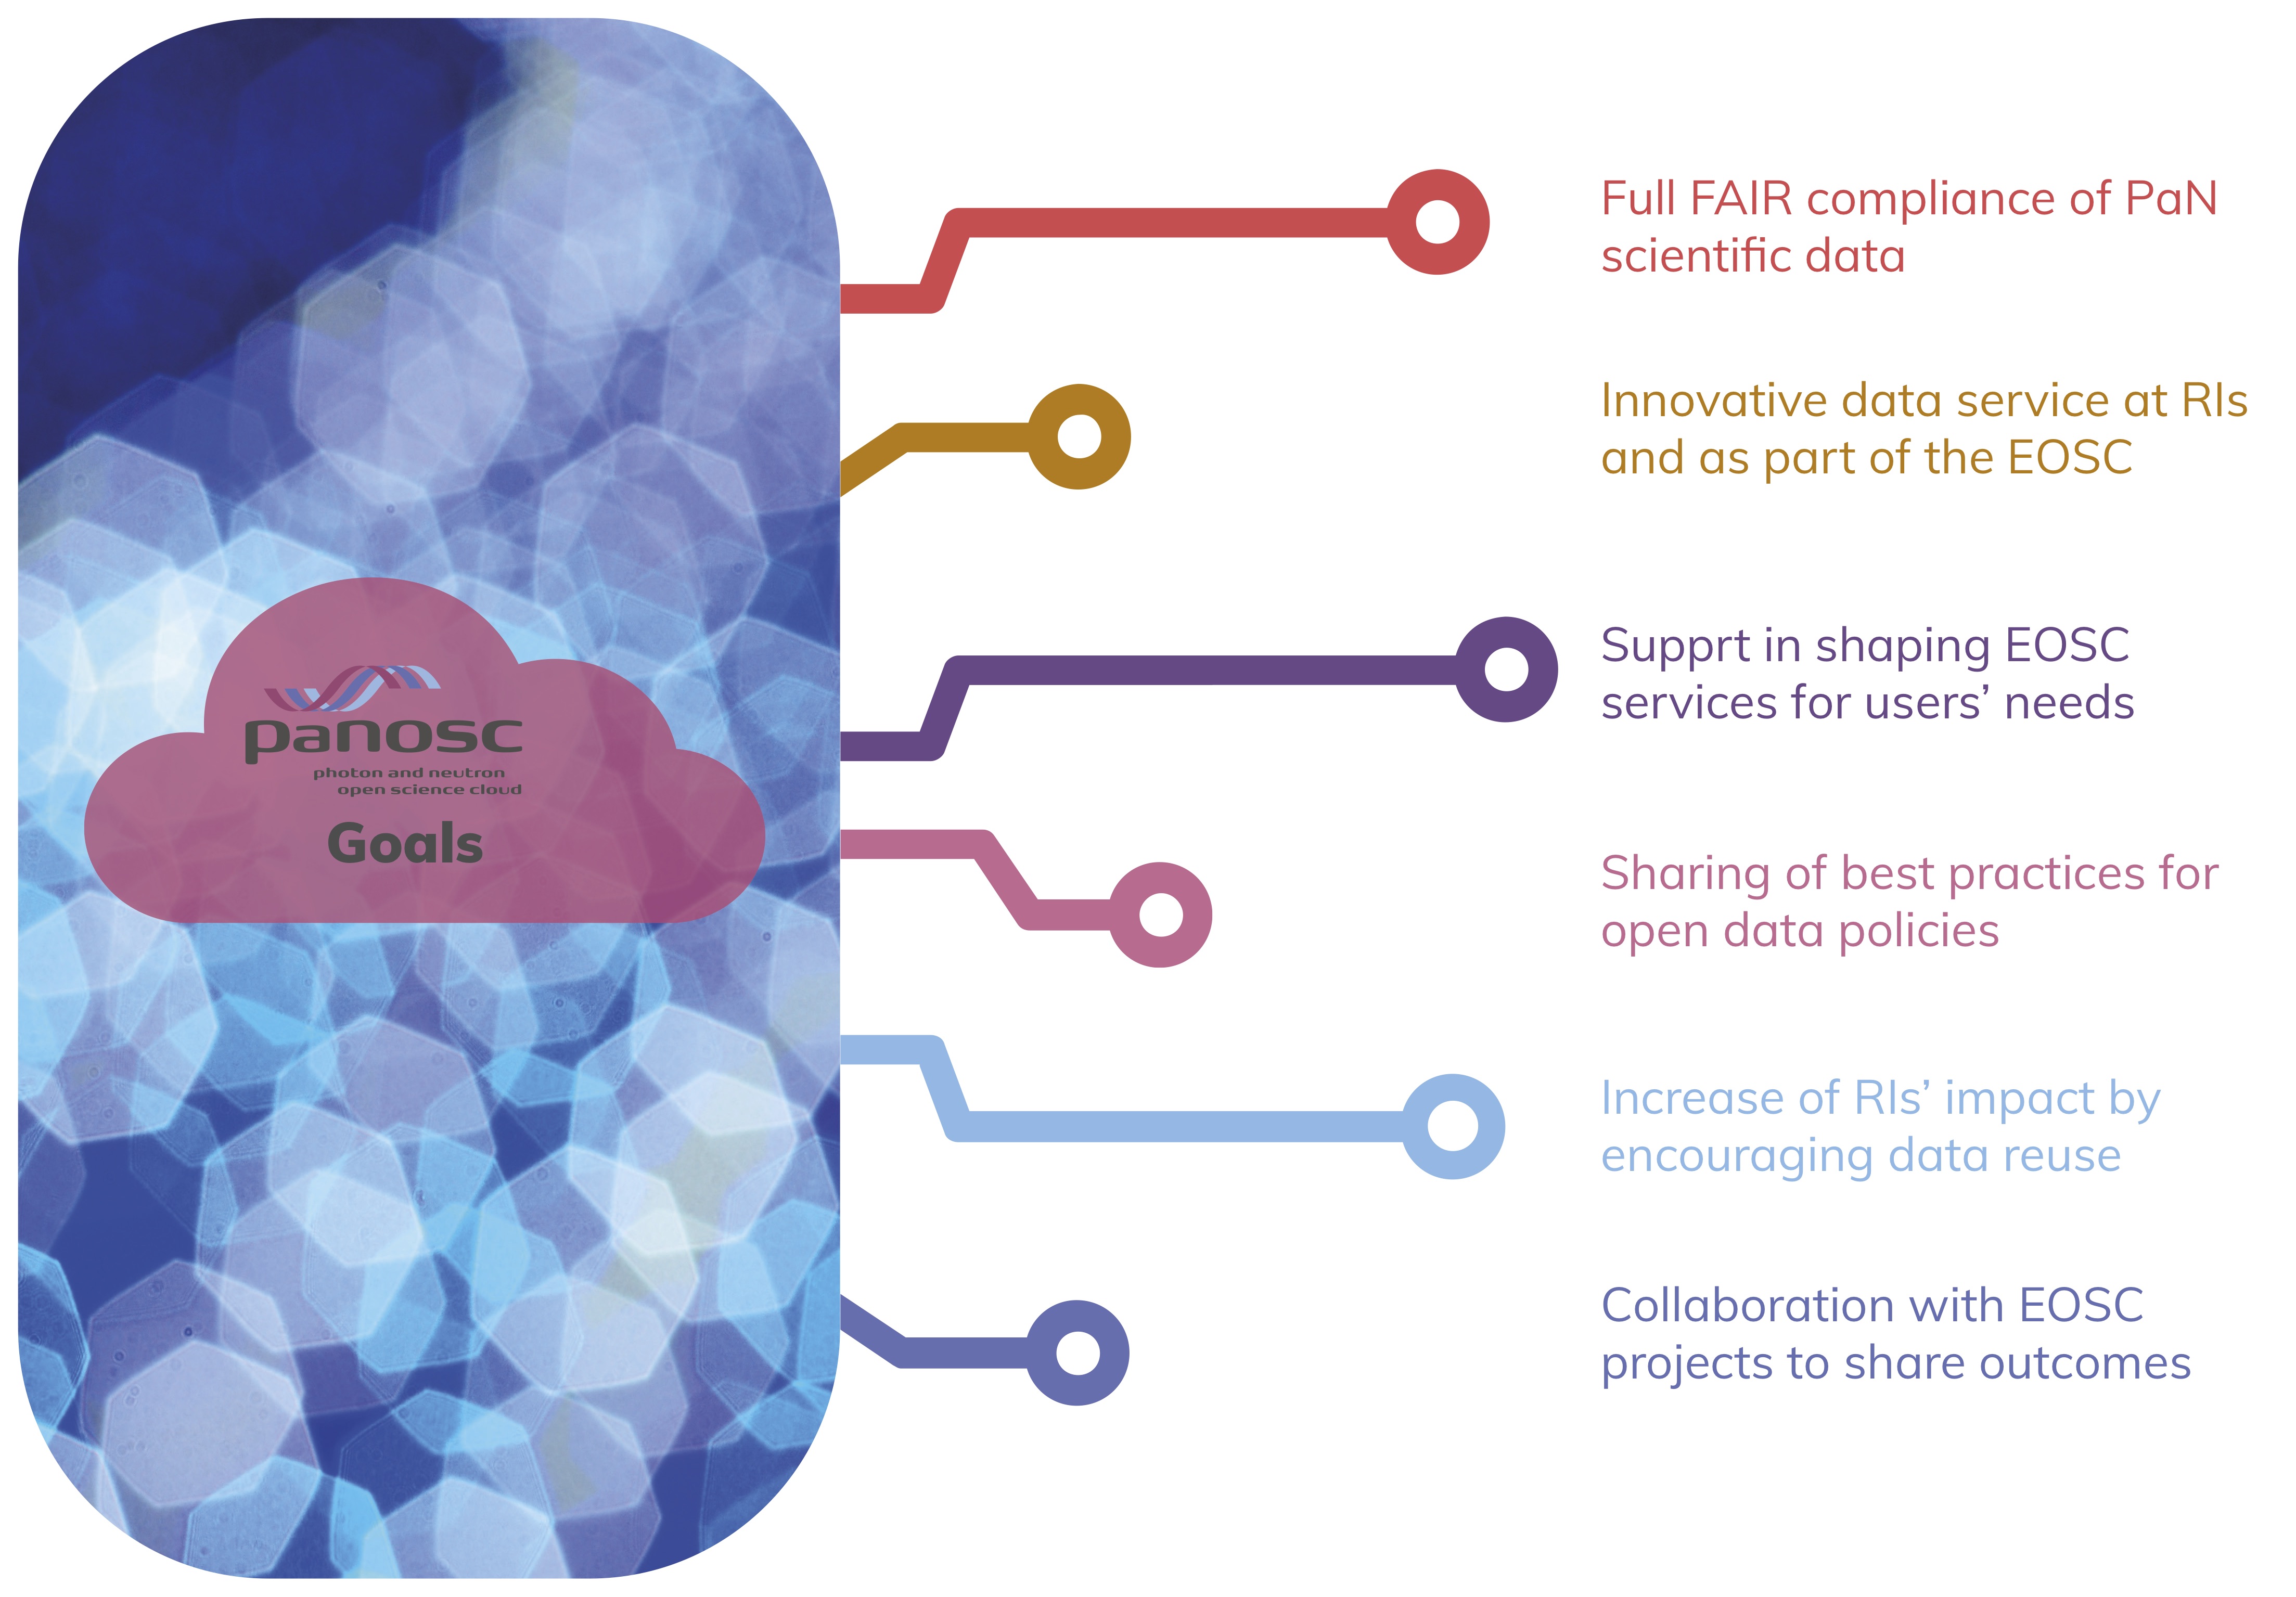 panosc
photon and neutron
open science cloud
Goals
Full FAIR compliance of PaN
scientific data
Innovative data service at RIs
and as part of the EOSC
Supprt in shaping EOSC
services for users’ needs
Sharing of best practices for
open data policies
Increase of RIs’ impact by
encouraging data reuse
Collaboration with EOSC
projects to share outcomes